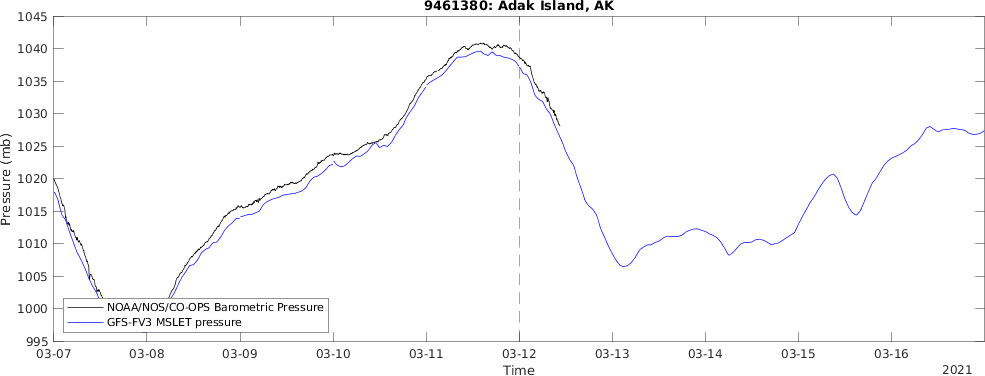 9461380: Adak Island, AK
Pressure (mb)
1045
1040
1035
1030
1025
1020
1015
1010
1005
1000
995
NOAA/NOS/CO-OPS Barometric Pressure
GFS-FV3 MSLET pressure
03-07 03-08 03-09 03-10 03-11 03-12 03-13 03-14 03-15 03-16
Time
2021